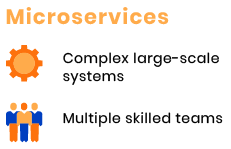 Microservices
Complex large-scale
systems
Multiple skilled teams